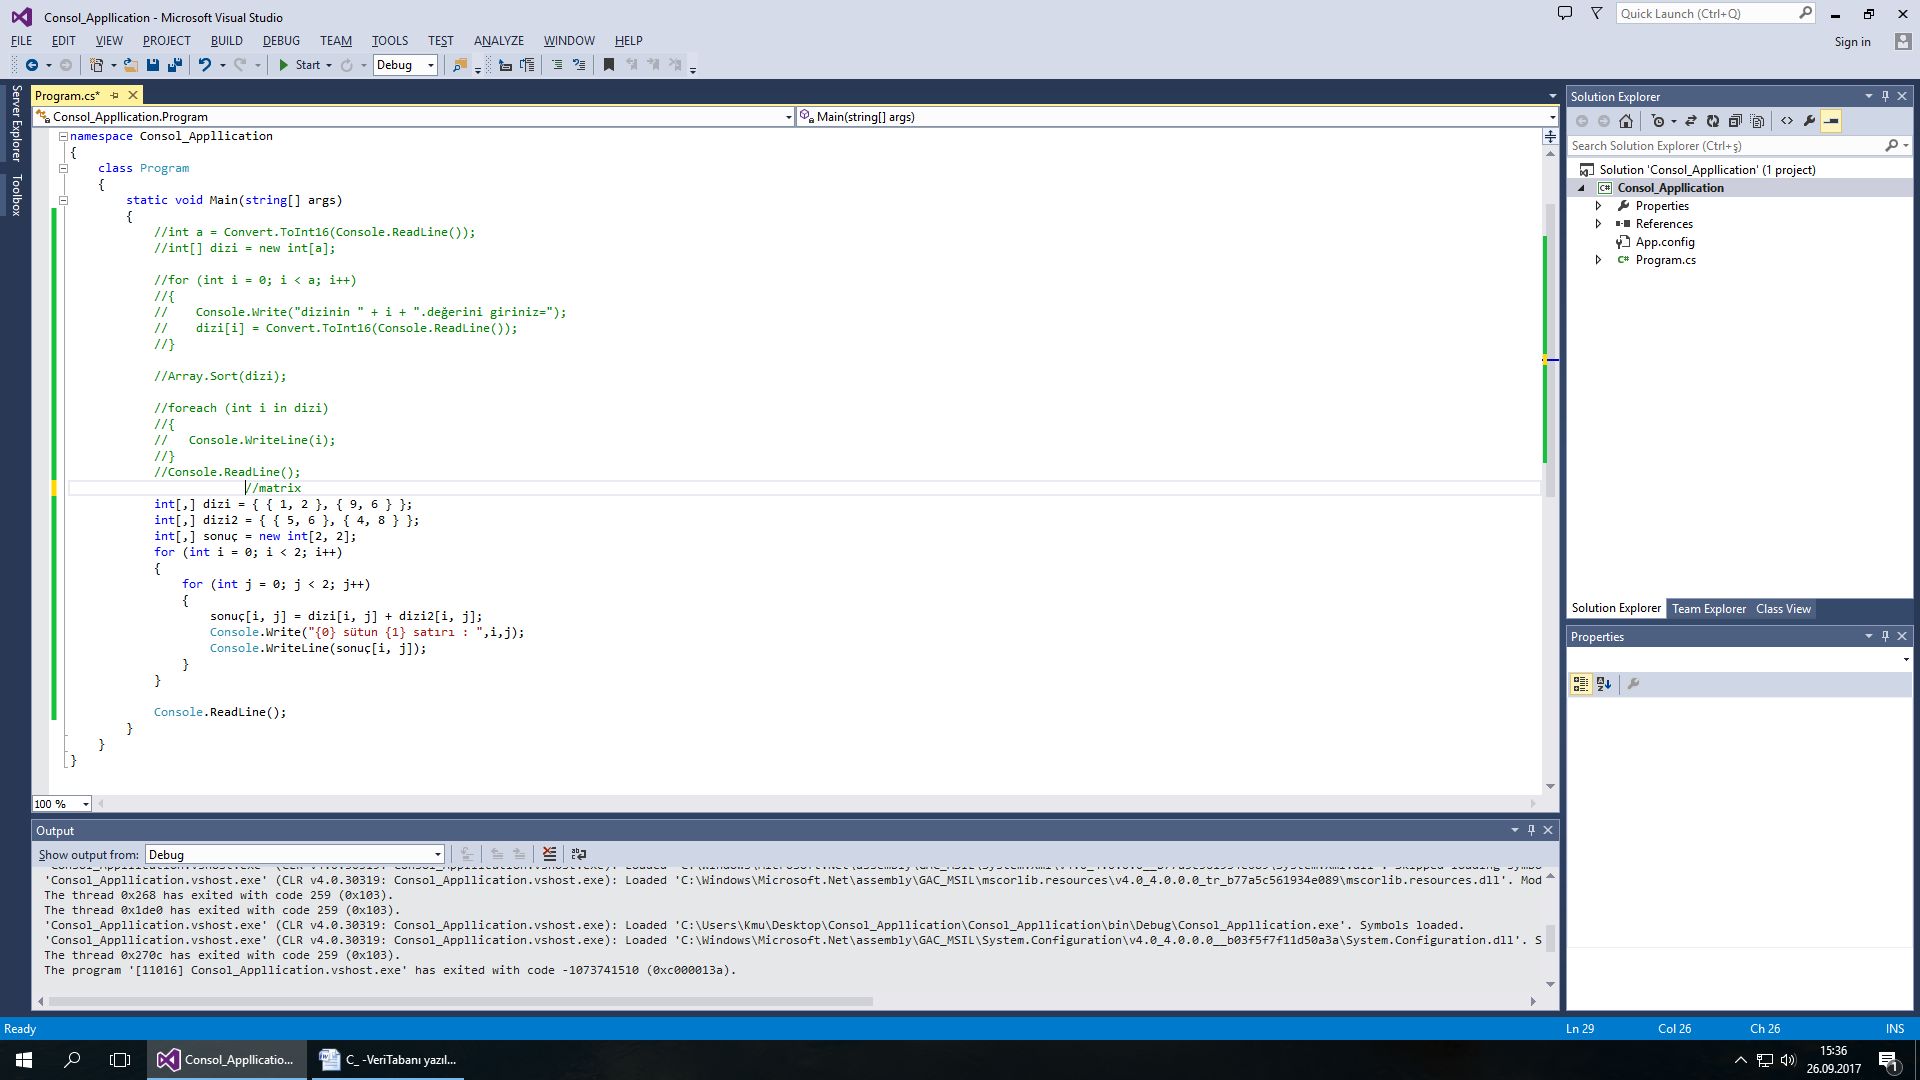 Consol_Appllication - Microsoft Visual Studio
Quick Launch (Ctrl+Q)
FILE EDIT VIEW PROJECT BUILD DEBUG TEAM TOOLS TEST ANALYZE WINDOW HELP
Sign in
Start Debug
Server Explorer
Toolbox
Program.cs*
Consol_Appllication.Program
Main(string[] args)
namespace Consol_Appllication
{
class Program
{
static void Main(string[] args)
{
//int a = Convert.ToInt16(Console.ReadLine());
//int[] dizi = new int[a];
//for (int i = 0; i < a; i++)
//{
// Console.Write("dizinin " + i + ".değerini giriniz=");
// dizi[i] = Convert.ToInt16(Console.ReadLine());
//}
//Array.Sort(dizi);
//foreach (int i in dizi)
//{
// Console.WriteLine(i);
//}
//Console.ReadLine();
//matrix
int[,] dizi = { { 1, 2 }, { 9, 6 } };
int[,] dizi2 = { { 5, 6 }, { 4, 8 } };
int[,] sonuç = new int[2, 2];
for (int i = 0; i < 2; i++)
{
for (int j = 0; j < 2; j++)
{
sonuç[i, j] = dizi[i, j] + dizi2[i, j];
Console.Write("{0} sütun {1} satırı : ",i,j);
Console.WriteLine(sonuç[i, j]);
}
}
Console.ReadLine();
}
}
}
100 %
Output
Show output from: Debug
'Consol_Appllication.vshost.exe' (CLR v4.0.30319: Consol_Appllication.vshost.exe): Loaded 'C:\Windows\Microsoft.Net\assembly\GAC_MSIL\mscorlib.resources\v4.0_4.0.0.0_tr_b77a5c561934e089\mscorlib.resources.dll'. Mod
The thread 0x268 has exited with code 259 (0x103).
The thread 0x1de0 has exited with code 259 (0x103).
'Consol_Appllication.vshost.exe' (CLR v4.0.30319: Consol_Appllication.vshost.exe): Loaded 'C:\Users\Kmu\Desktop\Consol_Appllication\Consol_Appllication\bin\Debug\Consol_Appllication.exe'. Symbols loaded.
'Consol_Appllication.vshost.exe' (CLR v4.0.30319: Consol_Appllication.vshost.exe): Loaded 'C:\Windows\Microsoft.Net\assembly\GAC_MSIL\System.Configuration\v4.0_4.0.0.0__b03f5f7f11d50a3a\System.Configuration.dll'. S
The thread 0x270c has exited with code 259 (0x103).
The program '[11016] Consol_Appllication.vshost.exe' has exited with code -1073741510 (0xc000013a).
Solution Explorer
Search Solution Explorer (Ctrl+ş)
Solution 'Consol_Appllication' (1 project)
Consol_Appllication
Properties
References
App.config
Program.cs
Solution Explorer Team Explorer Class View
Properties
Ready
Ln 29 Col 26 Ch 26 INS
Consol_Appllicatio...
C_ -VeriTabanı yazıl...
15:36
26.09.2017
1